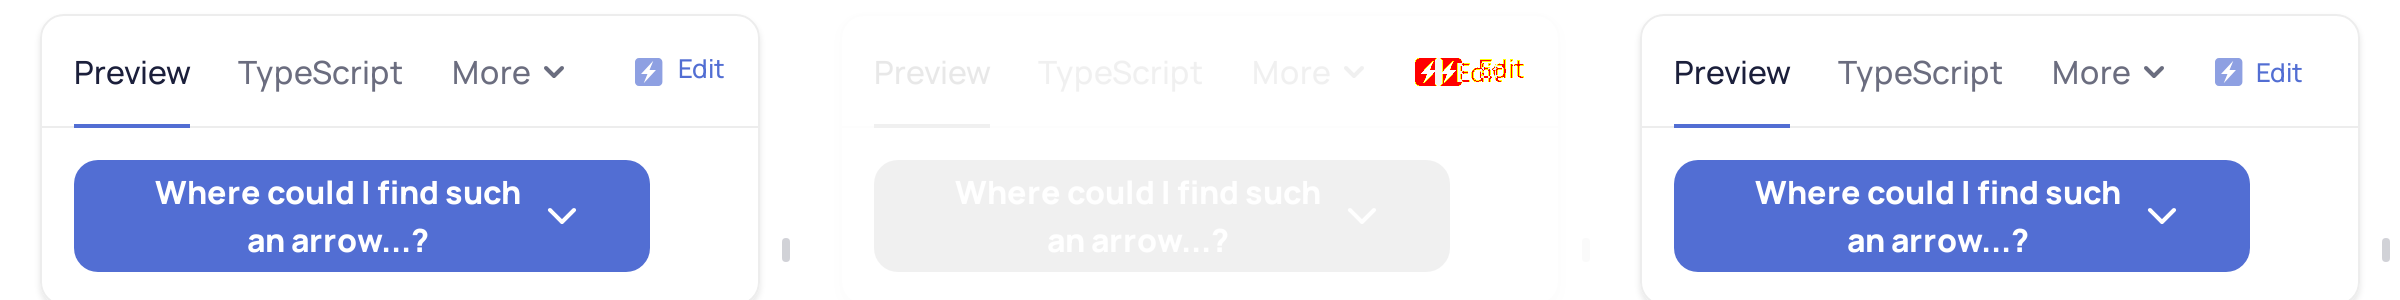 Preview TypeScript More Edit
Where could I find such
an arrow...?
Preview TypeScript More Edit
Where could I find such
an arrow...?
Preview TypeScript More Edit
Where could I find such
an arrow...?